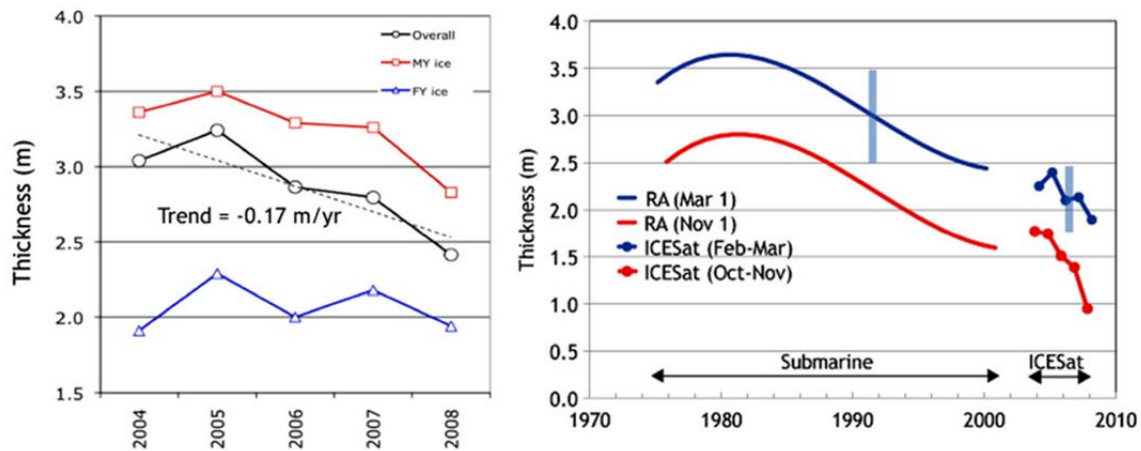 4.0
3.5
3.0
2.5
2.0
1.5
Thickness (m)
Overall
MY ice
FY ice
Trend = -0.17 m/yr
2004
2005
2006
2007
2008
4.0
3.5
3.0
2.5
2.0
1.5
1.0
0.5
0.0
Thickness (m)
RA (Mar 1)
RA (Nov 1)
ICESat (Feb-Mar)
ICESat (Oct-Nov)
Submarine
ICESat
1970
1980
1990
2000
2010